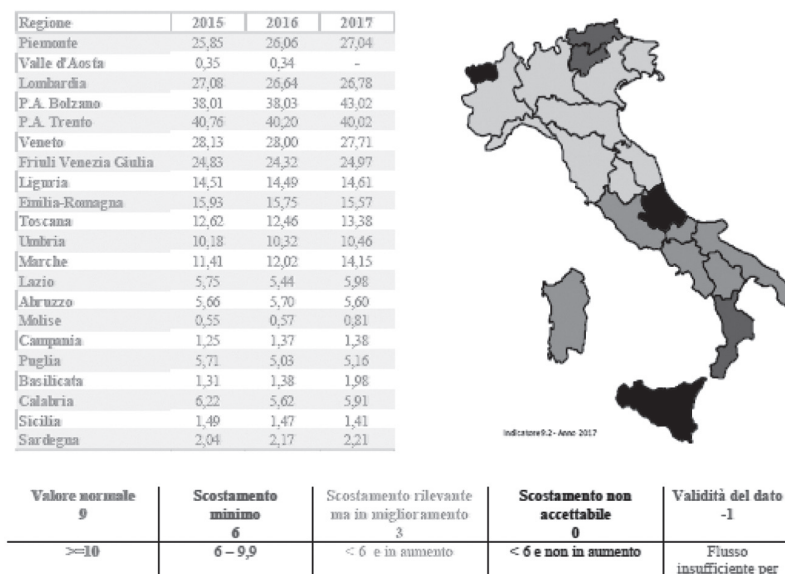 Regione 2015 2016 2017
Piemonte 25,85 26,06 27,04
Valle d'Aosta 0,35 0,34 -
Lombardia 27,08 26,64 26,78
P.A. Bolzano 38,01 38,03 43,02
P.A. Trento 40,76 40,20 40,02
Veneto 28,13 28,00 27,71
Friuli Venezia Giulia 24,83 24,32 24,97
Liguria 14,51 14,49 14,61
Emilia-Romagna 15,93 15,75 15,57
Toscana 12,62 12,46 13,38
Umbria 10,18 10,32 10,46
Marche 11,41 12,02 14,15
Lazio 5,75 5,44 5,98
Abruzzo 5,66 5,70 5,60
Molise 0,55 0,57 0,81
Campania 1,25 1,37 1,38
Puglia 5,71 5,03 5,16
Basilicata 1,31 1,38 1,98
Calabria 6,22 5,62 5,91
Sicilia 1,49 1,47 1,41
Sardegna 2,04 2,17 2,21
Indicatore 9.2 - Anno 2017
Valore normale Scostamento Scostamento rilevante Scostamento non Validità del dato
9 minimo ma in miglioramento accettabile -1
6 3 0
>=10 6 – 9,9 < 6 e in aumento < 6 e non in aumento Flusso
insufficiente per